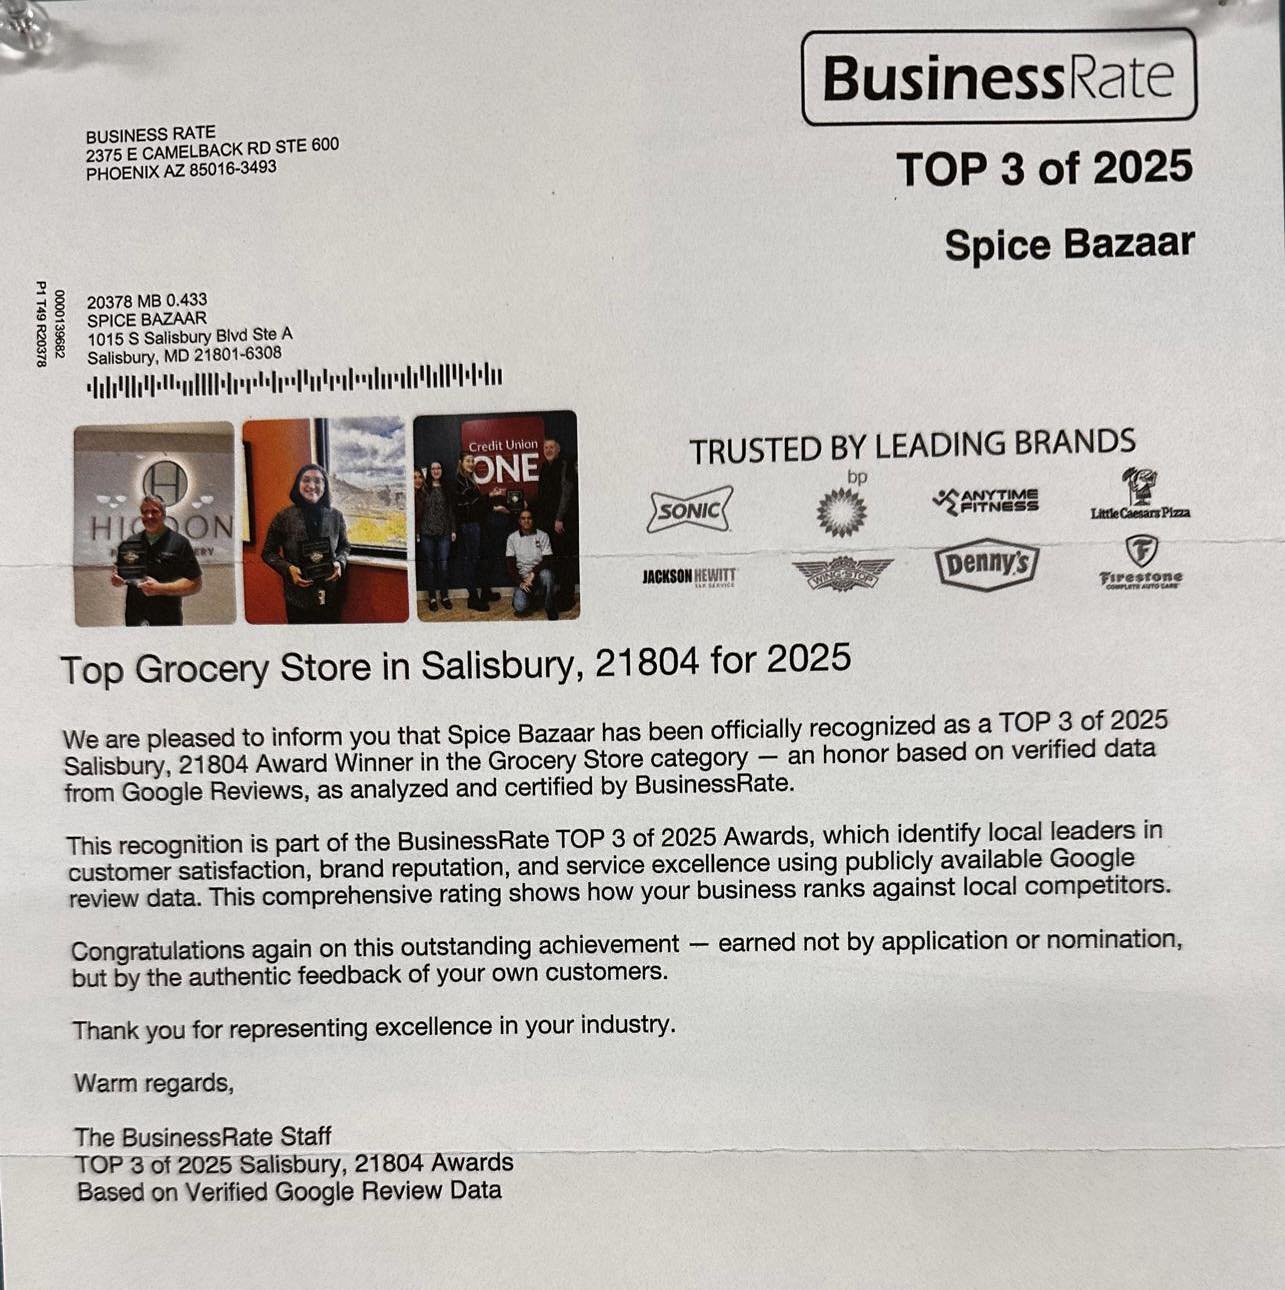 BusinessRate
TOP 3 of 2025
Spice Bazaar
BUSINESS RATE
2375 E CAMELBACK RD STE 600
PHOENIX AZ 85016-3493
0000139682
P1 T49 R20378
20378 MB 0.433
SPICE BAZAAR
1015 S Salisbury Blvd Ste A
Salisbury, MD 21801-6308
H
Credit Union
ONE
TRUSTED BY LEADING BRANDS
SONIC
bp
ANYTIME
FITNESS
Little Caesars Pizza
JACKSON HEWITT
TAX SERVICE
WING·STOP
Denny's
F
Firestone
COMPLETE AUTO CARE
Top Grocery Store in Salisbury, 21804 for 2025
We are pleased to inform you that Spice Bazaar has been officially recognized as a TOP 3 of 2025
Salisbury, 21804 Award Winner in the Grocery Store category — an honor based on verified data
from Google Reviews, as analyzed and certified by BusinessRate.
This recognition is part of the BusinessRate TOP 3 of 2025 Awards, which identify local leaders in
customer satisfaction, brand reputation, and service excellence using publicly available Google
review data. This comprehensive rating shows how your business ranks against local competitors.
Congratulations again on this outstanding achievement — earned not by application or nomination,
but by the authentic feedback of your own customers.
Thank you for representing excellence in your industry.
Warm regards,
The BusinessRate Staff
TOP 3 of 2025 Salisbury, 21804 Awards
Based on Verified Google Review Data